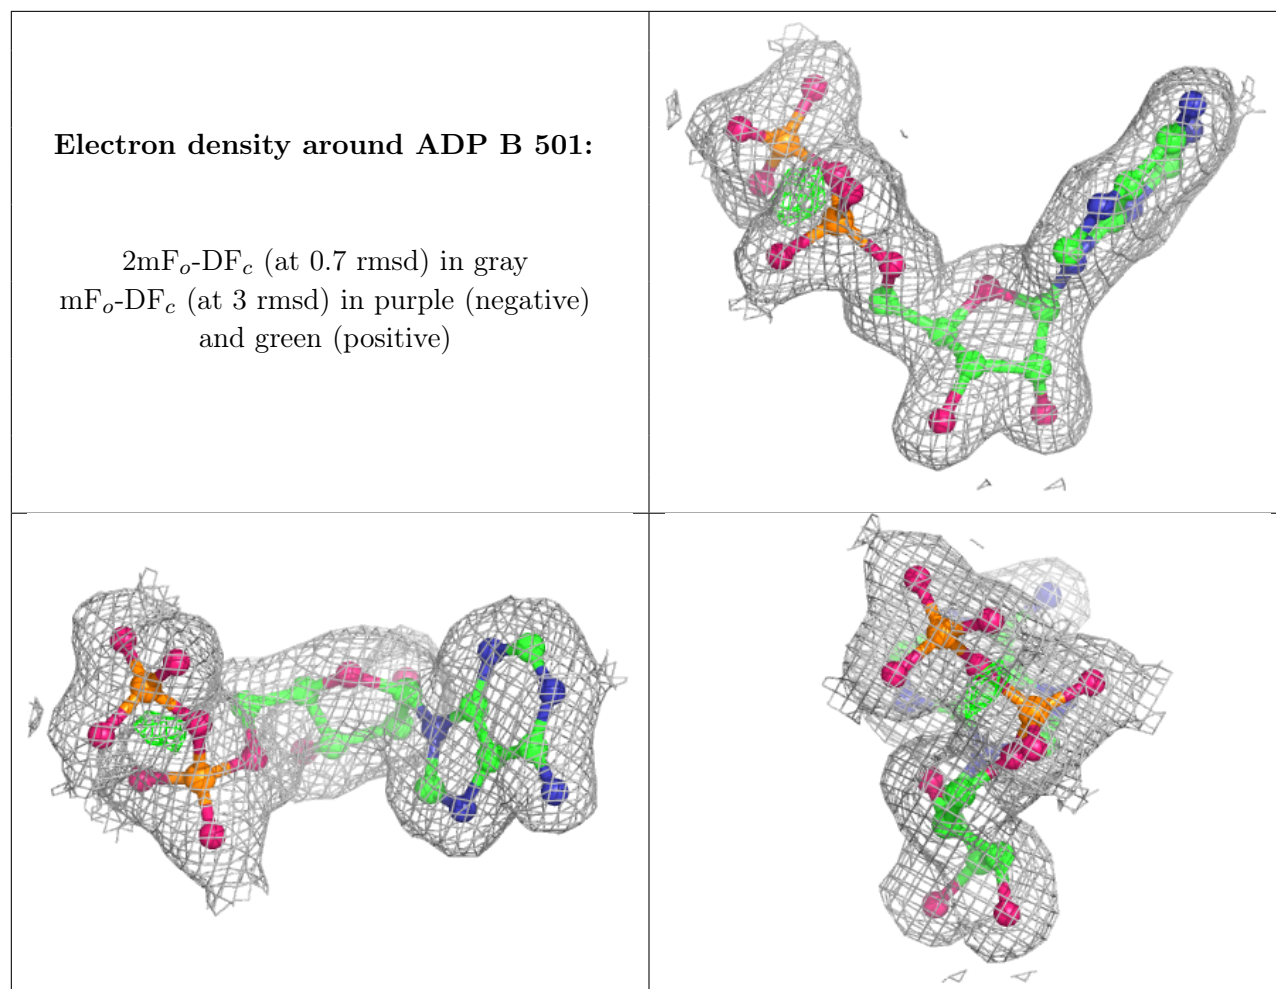 Electron density around ADP B 501:
2mFo-DFc (at 0.7 rmsd) in gray
mFo-DFc (at 3 rmsd) in purple (negative)
and green (positive)